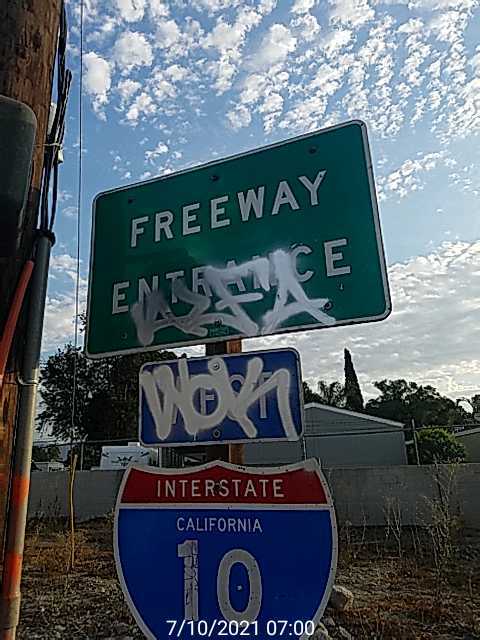 FREEWAY
ENTRANCE
INTERSTATE
CALIFORNIA
10
7/10/2021 07:00